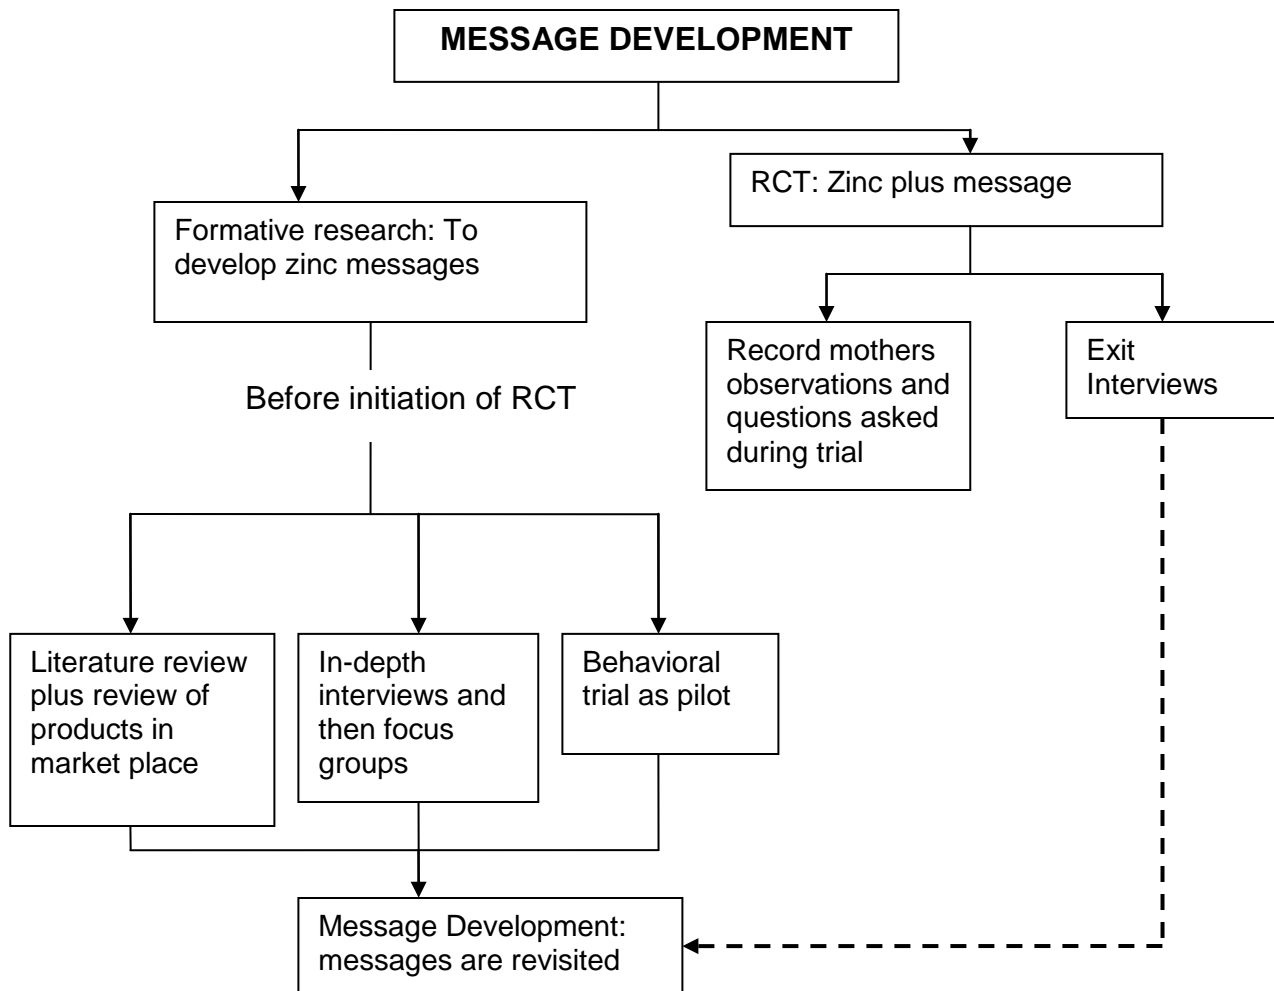 MESSAGE DEVELOPMENT
RCT: Zinc plus message
Formative research: To
develop zinc messages
Record mothers
observations and
questions asked
during trial
Exit
Interviews
Before initiation of RCT
Literature review
plus review of
products in
market place
In-depth
interviews and
then focus
groups
Behavioral
trial as pilot
Message Development:
messages are revisited